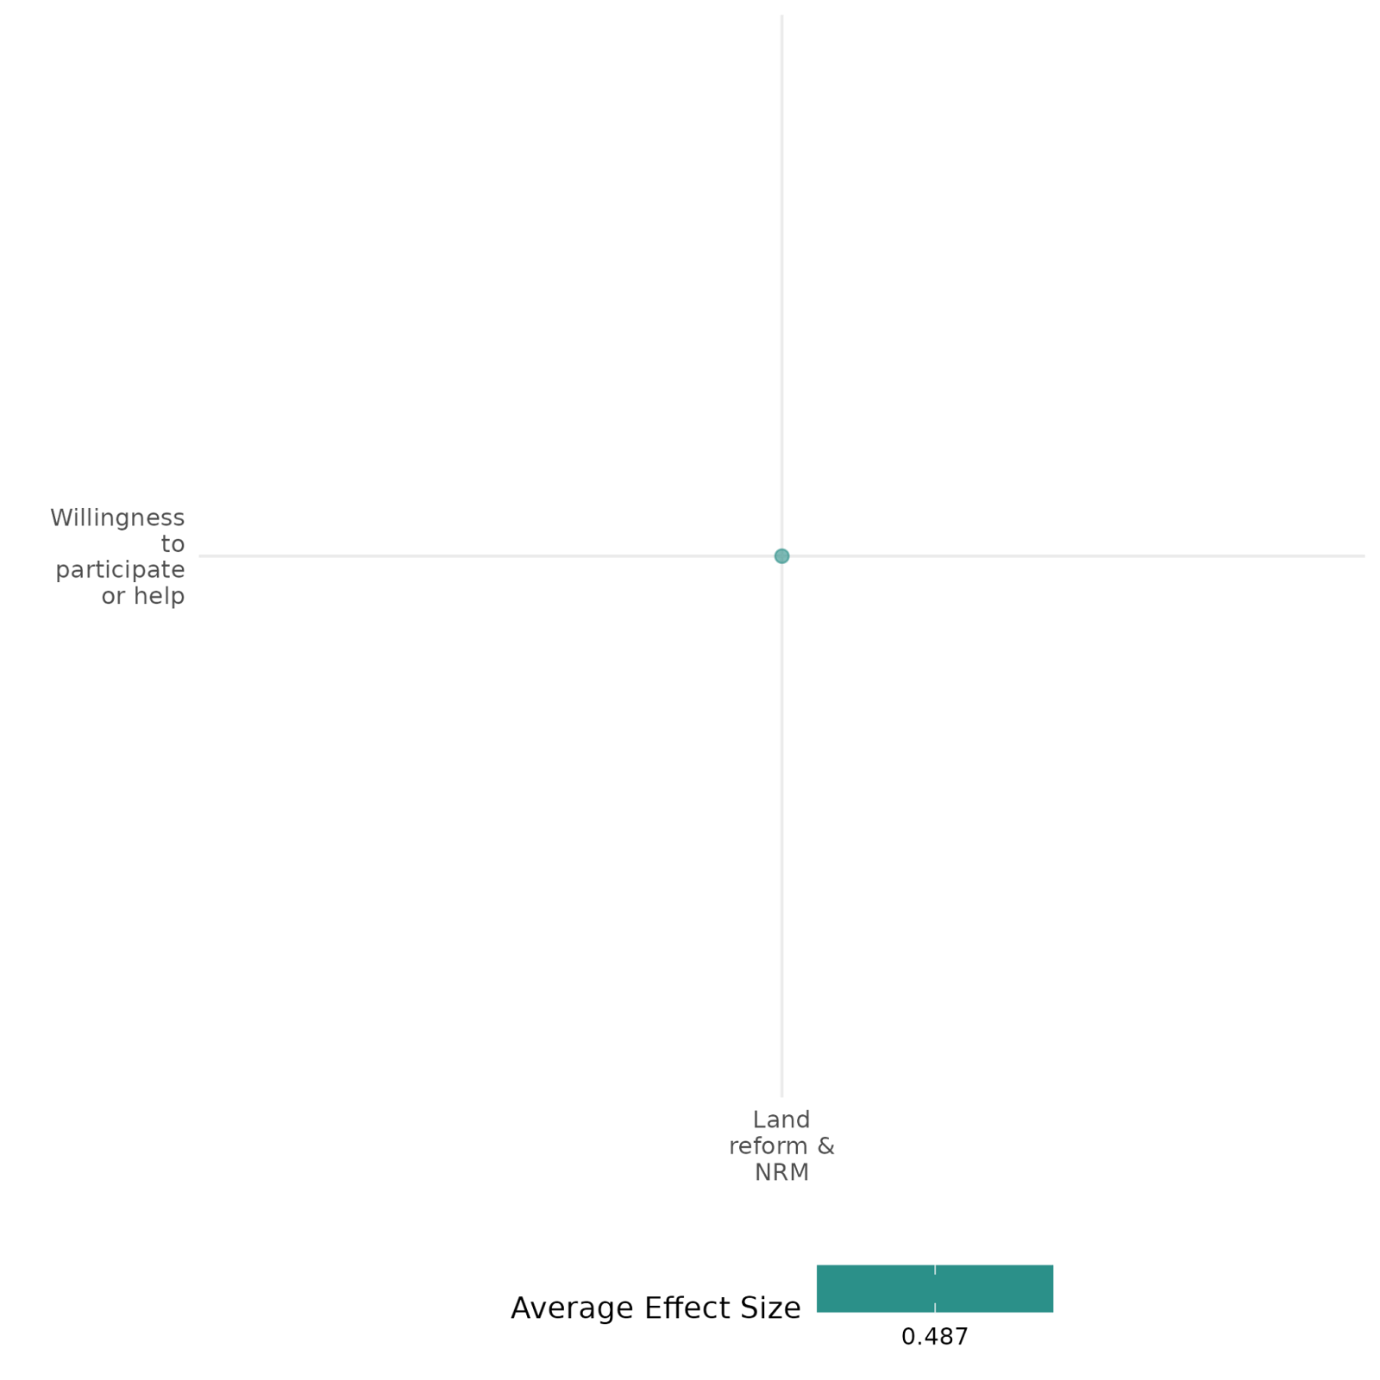 Willingness
to
participate
or help
Land
reform &
NRM
Average Effect Size
0.487